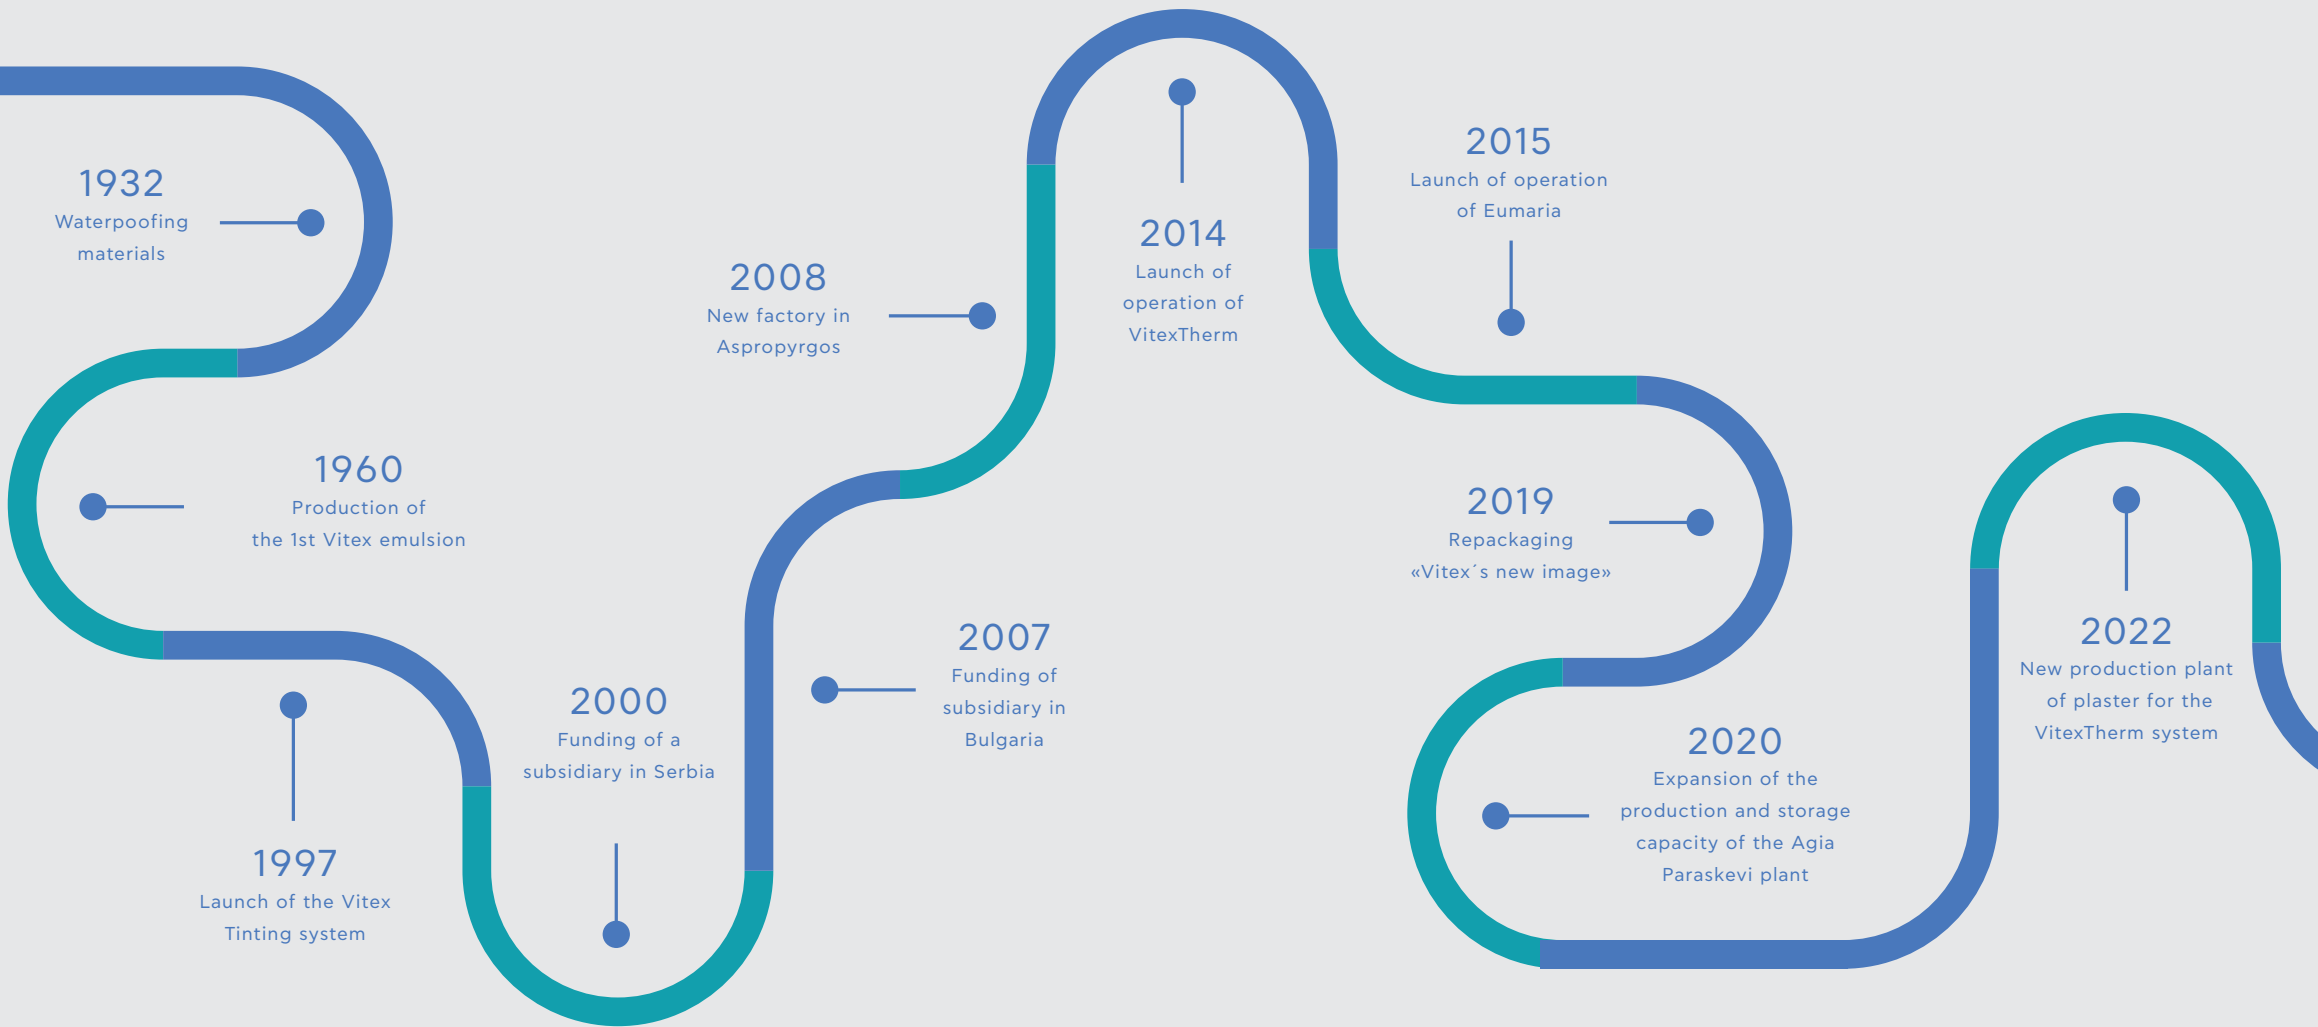 1932
Waterpoofing
materials
1960
Production of
the 1st Vitex emulsion
1997
Launch of the Vitex
Tinting system
2000
Funding of a
subsidiary in Serbia
2007
Funding of
subsidiary in
Bulgaria
2008
New factory in
Aspropyrgos
2014
Launch of
operation of
VitexTherm
2015
Launch of operation
of Eumaria
2019
Repackaging
«Vitex´s new image»
2020
Expansion of the
production and storage
capacity of the Agia
Paraskevi plant
2022
New production plant
of plaster for the
VitexTherm system